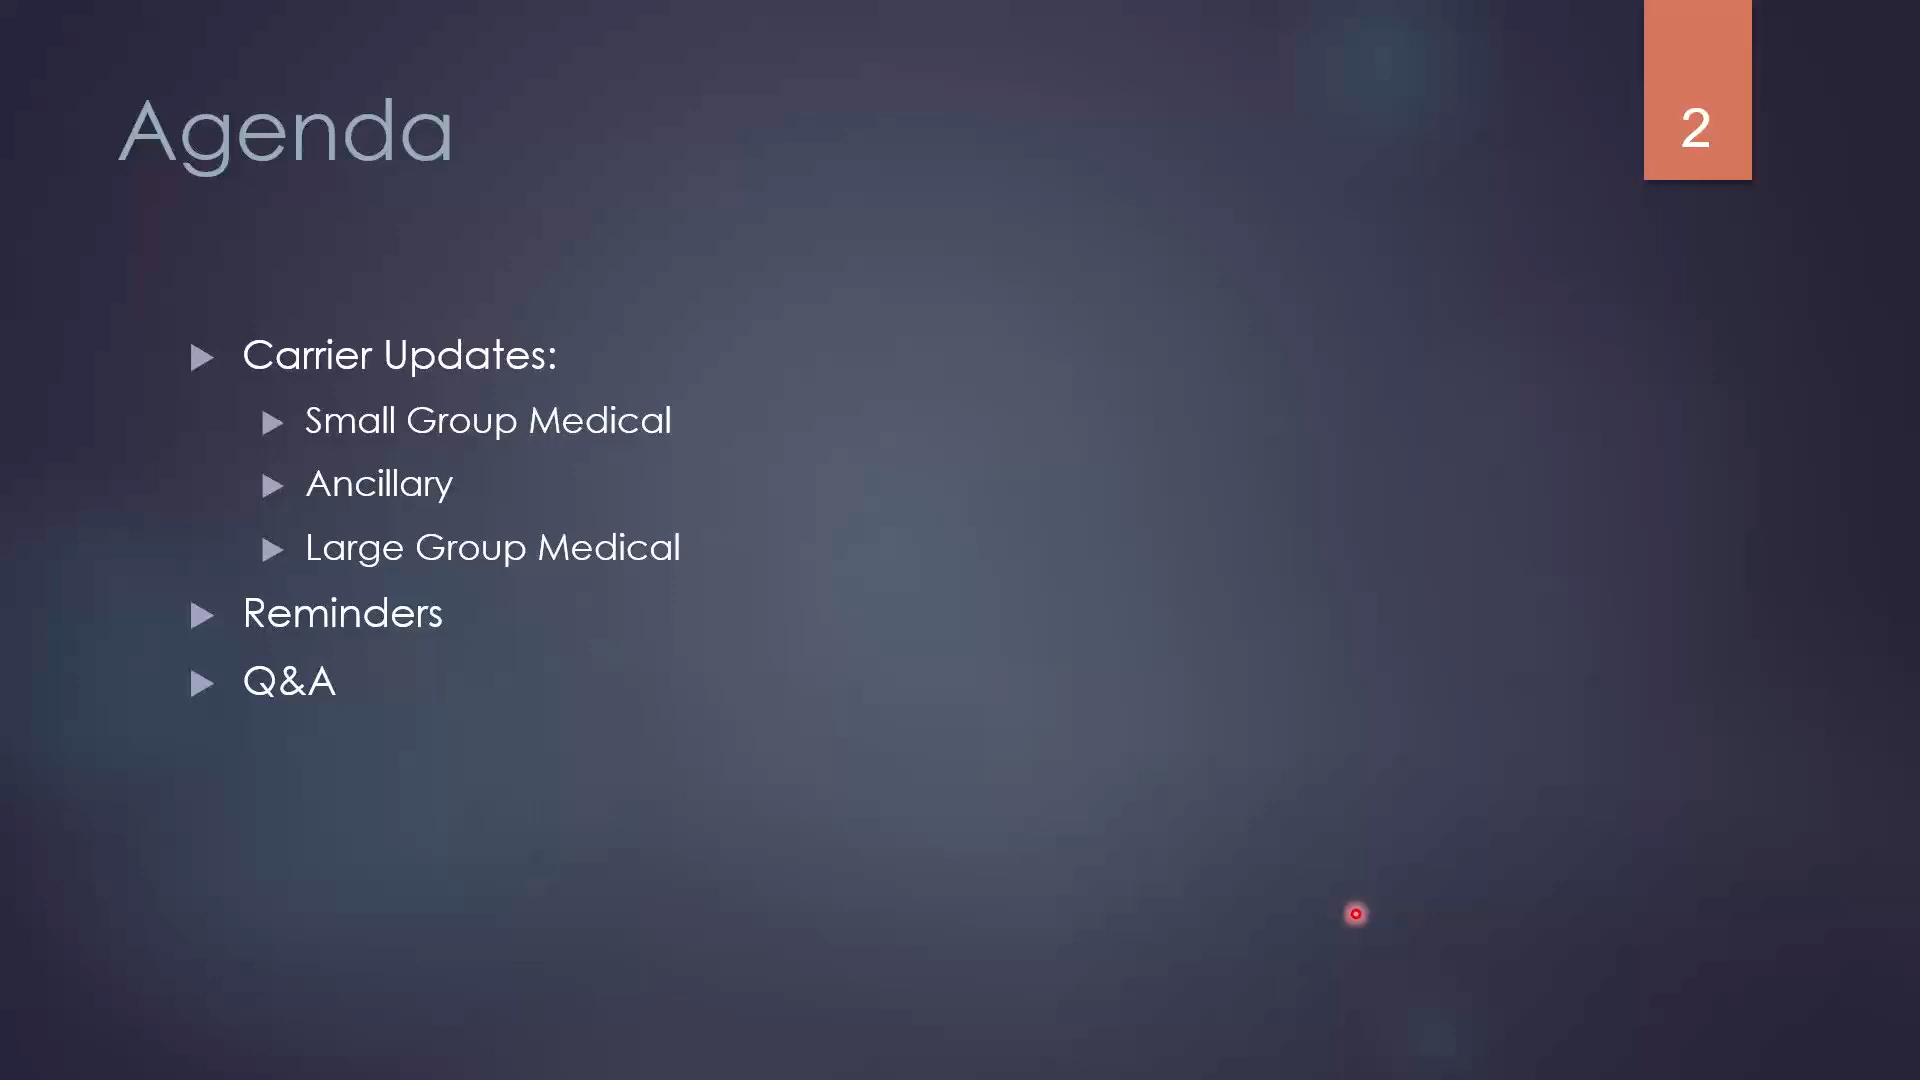 Agenda
2
Carrier Updates:
Small Group Medical
Ancillary
Large Group Medical
Reminders
Q&A